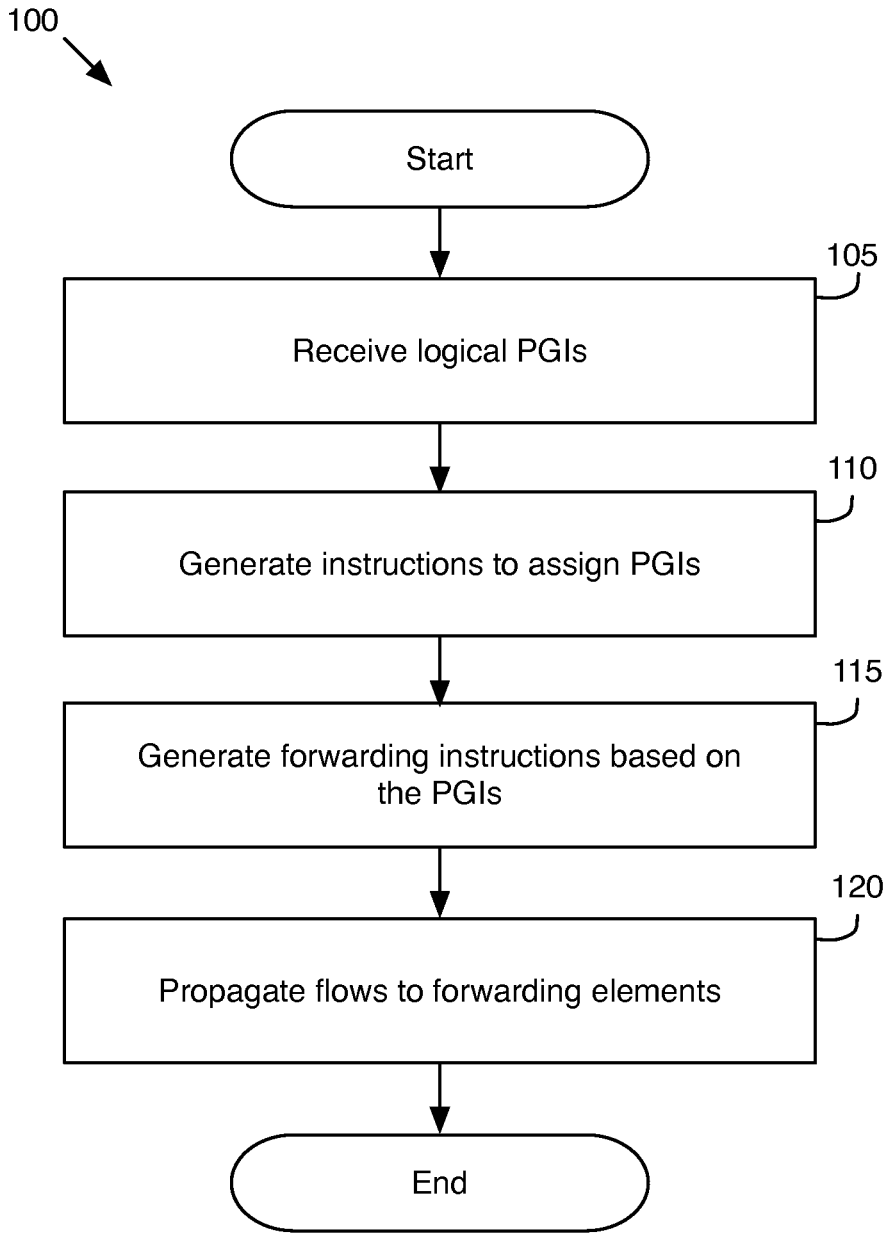 100
Start
105
Receive logical PGIs
110
Generate instructions to assign PGIs
115
Generate forwarding instructions based on
the PGIs
120
Propagate flows to forwarding elements
End